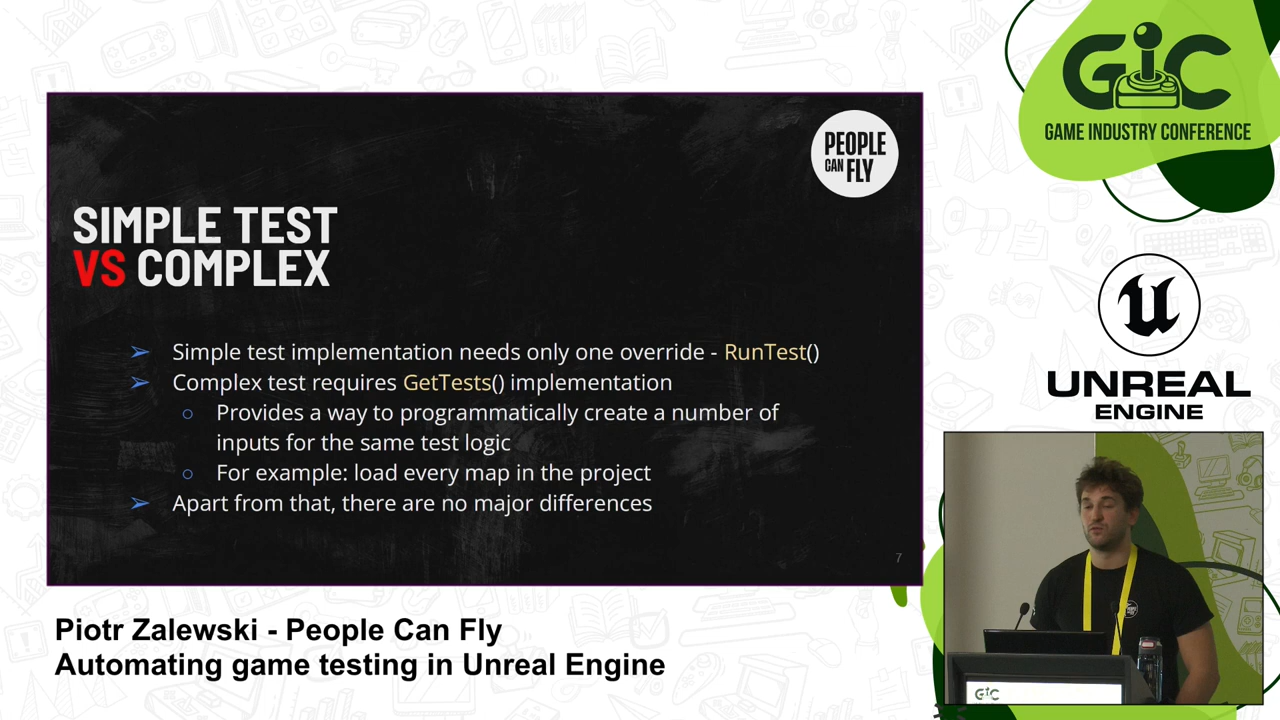 GIC
GAME INDUSTRY CONFERENCE
PEOPLE
CAN FLY
SIMPLE TEST
VS COMPLEX
➢ Simple test implementation needs only one override - RunTest()
➢ Complex test requires GetTests() implementation
○ Provides a way to programmatically create a number of
inputs for the same test logic
○ For example: load every map in the project
➢ Apart from that, there are no major differences
7
UNREAL
ENGINE
GIC
Piotr Zalewski - People Can Fly
Automating game testing in Unreal Engine